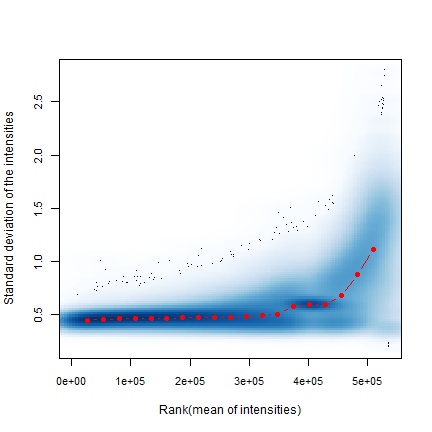 Standard deviation of the intensities
2.5
2.0
1.5
1.0
0.5
0e+00 1e+05 2e+05 3e+05 4e+05 5e+05
Rank(mean of intensities)